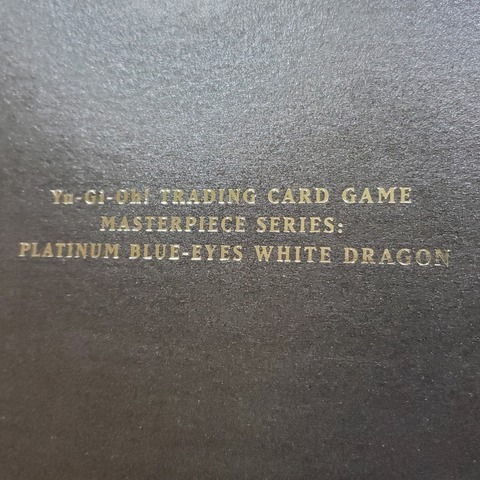 Yu-Gi-Oh! TRADING CARD GAME
MASTERPIECE SERIES:
PLATINUM BLUE-EYES WHITE DRAGON